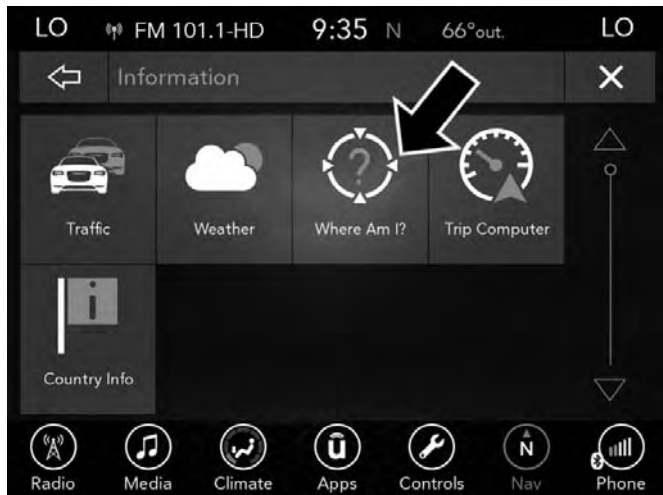 LO FM 101.1-HD 9:35 N 66°out. LO
Information
? 
Traffic Weather Where Am I? Trip Computer
i
Country Info
ū N
Radio Media Climate Apps Controls Nav Phone